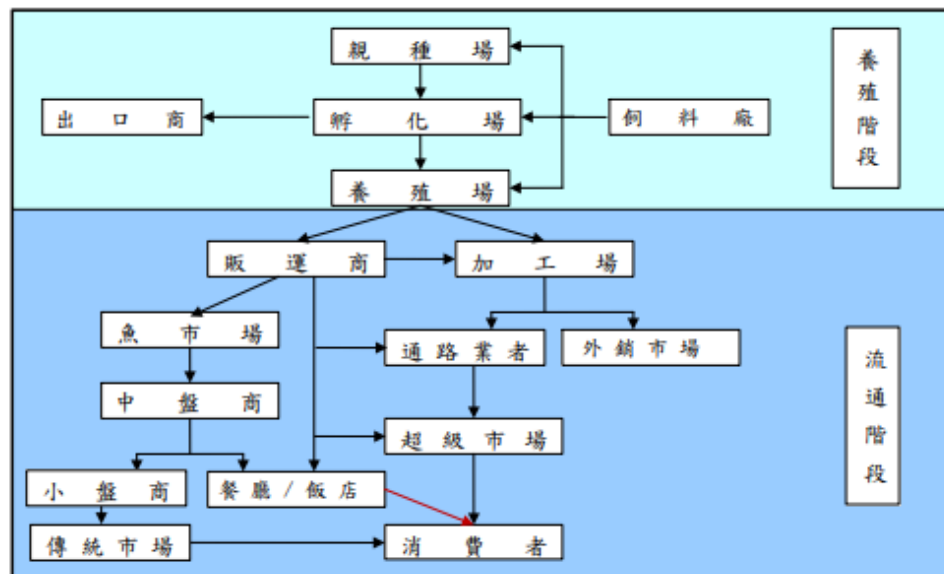 親種場
養殖階段
出口商
孵化場
飼料廠
養殖場
販運商
加工場
魚市場
通路業者
外銷市場
流通階段
中盤商
超級市場
小盤商
餐廳/飯店
傳統市場
消費者